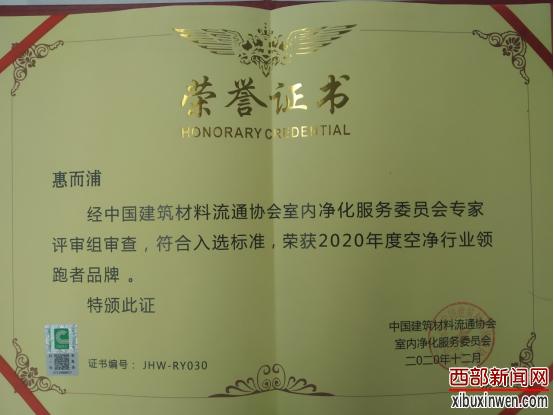 荣誉证书
HONORARY CREDENTIAL
惠而浦
经中国建筑材料流通协会室内净化服务委员会专家
评审组审查，符合入选标准，荣获2020年度空净行业领
跑者品牌 。
特颁此证
中国建筑材料流通协会
室内净化服务委员会
二〇二〇年十二月
证书编号： JHW-RY030
西部新闻网
xibuxinwen.com